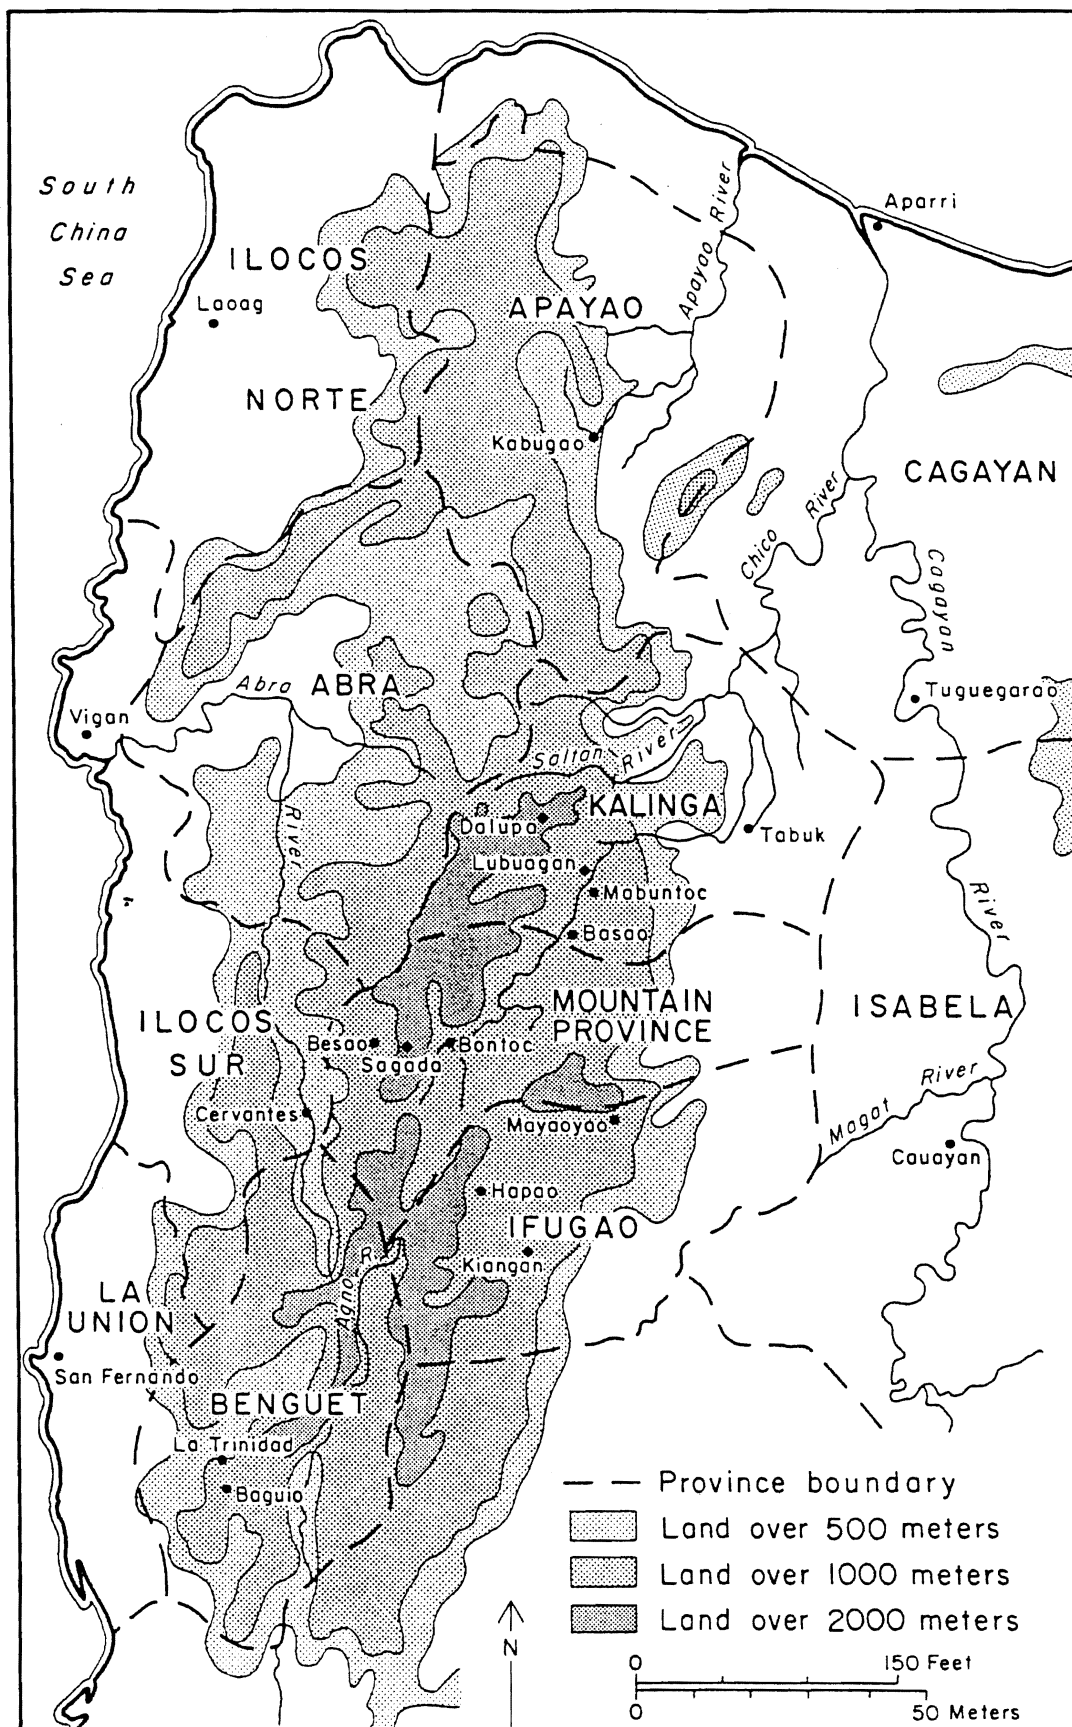 South
China
Sea
ILOCOS
NORTE
Laoag
APAYAO
Apayao River
Aparri
Kabugao
CAGAYAN
Chico River
Cagayan
River
Tuguegarao
Abra
River
ABRA
Vigan
Saltan River
KALINGA
Dalupa
Tabuk
Lubuagan
Mabuntoc
Basao
MOUNTAIN
PROVINCE
ISABELA
ILOCOS
SUR
Besao
Sagada
Bontoc
Cervantes
Mayaoyao
Magat River
Cauayan
Hapao
IFUGAO
Kiangan
Agno R.
LA
UNION
San Fernando
BENGUET
La Trinidad
Baguio
Province boundary
Land over 500 meters
Land over 1000 meters
Land over 2000 meters
N
0 150 Feet
0 50 Meters